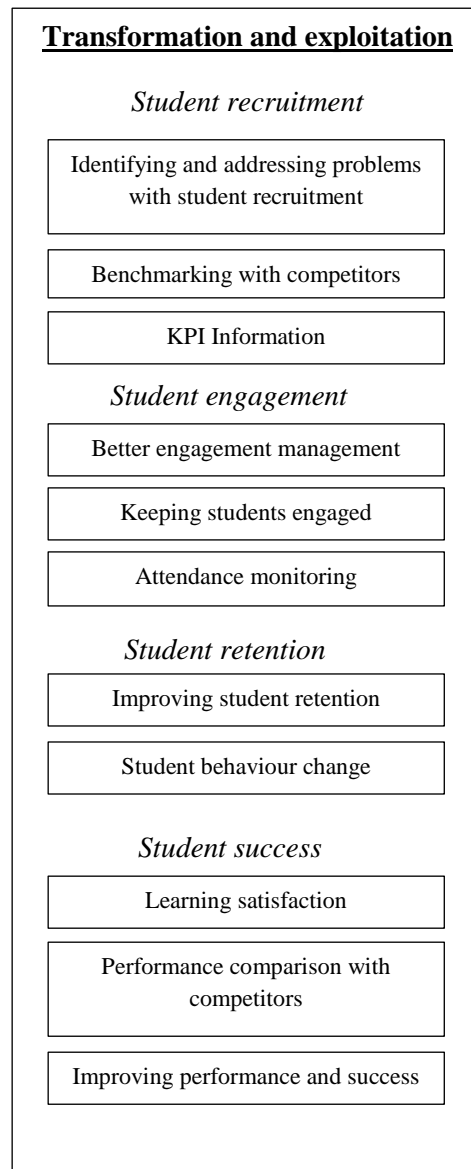 Transformation and exploitation
Student recruitment
Identifying and addressing problems
with student recruitment
Benchmarking with competitors
KPI Information
Student engagement
Better engagement management
Keeping students engaged
Attendance monitoring
Student retention
Improving student retention
Student behaviour change
Student success
Learning satisfaction
Performance comparison with
competitors
Improving performance and success